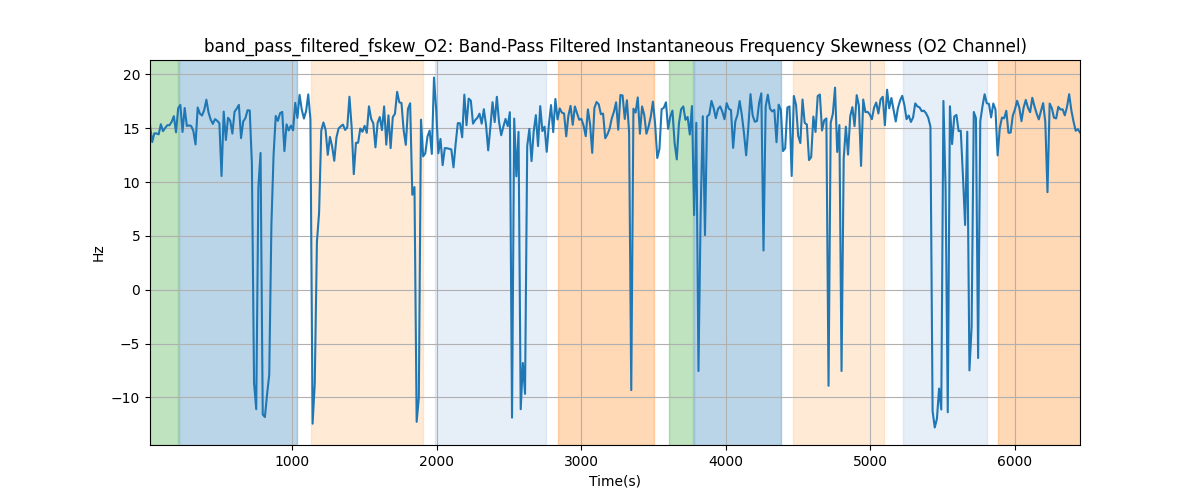 band_pass_filtered_fskew_O2: Band-Pass Filtered Instantaneous Frequency Skewness (O2 Channel)
20
15
10
5
0
−5
−10
Hz
1000 2000 3000 4000 5000 6000
Time(s)